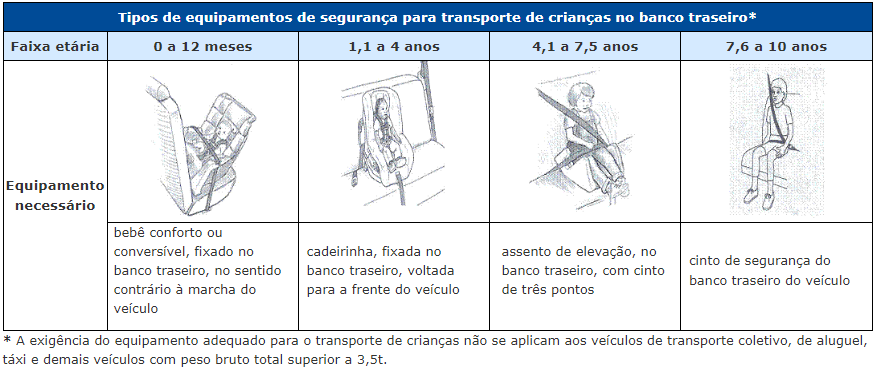 Tipos de equipamentos de segurança para transporte de crianças no banco traseiro*
Faixa etária
0 a 12 meses
1,1 a 4 anos
4,1 a 7,5 anos
7,6 a 10 anos
Equipamento
necessário
bebê conforto ou
conversível, fixado no
banco traseiro, no sentido
contrário à marcha do
veículo
cadeirinha, fixada no
banco traseiro, voltada
para a frente do veículo
assento de elevação, no
banco traseiro, com cinto
de três pontos
cinto de segurança do
banco traseiro do veículo
* A exigência do equipamento adequado para o transporte de crianças não se aplicam aos veículos de transporte coletivo, de aluguel,
táxi e demais veículos com peso bruto total superior a 3,5t.